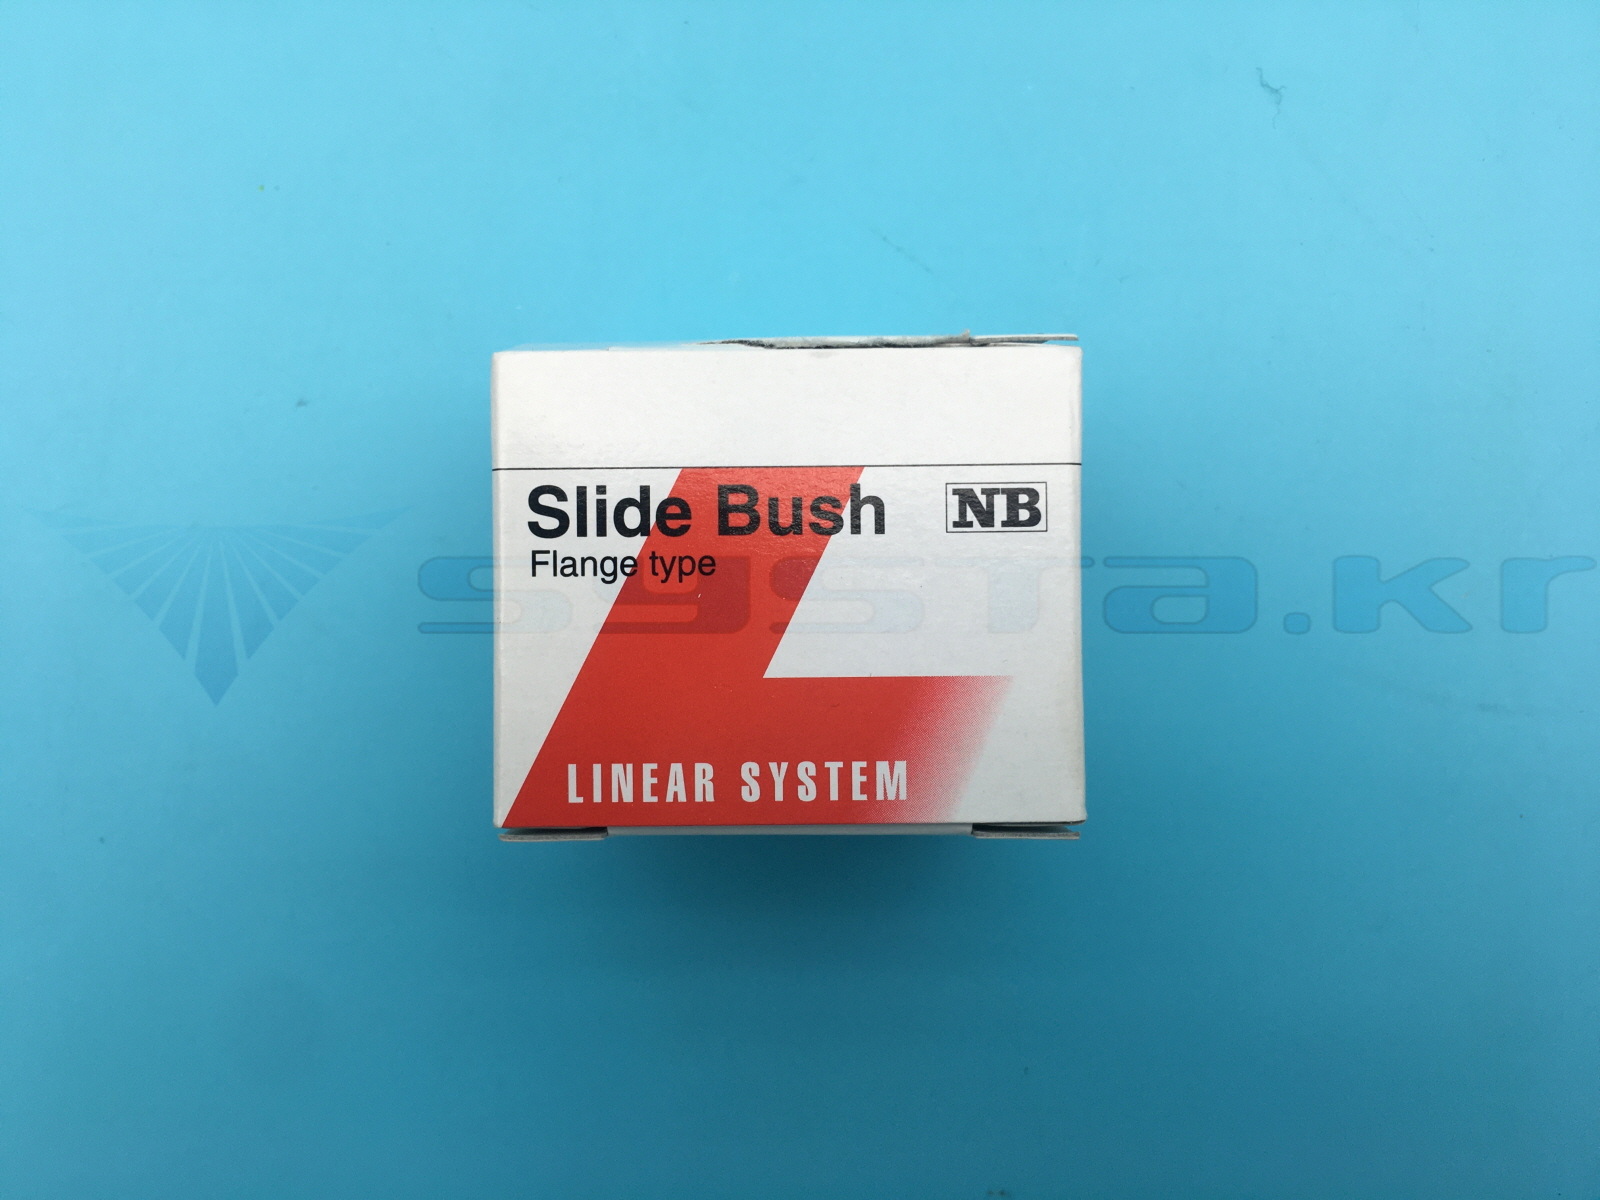 Slide Bush
NB
Flange type
systa.kr
LINEAR SYSTEM